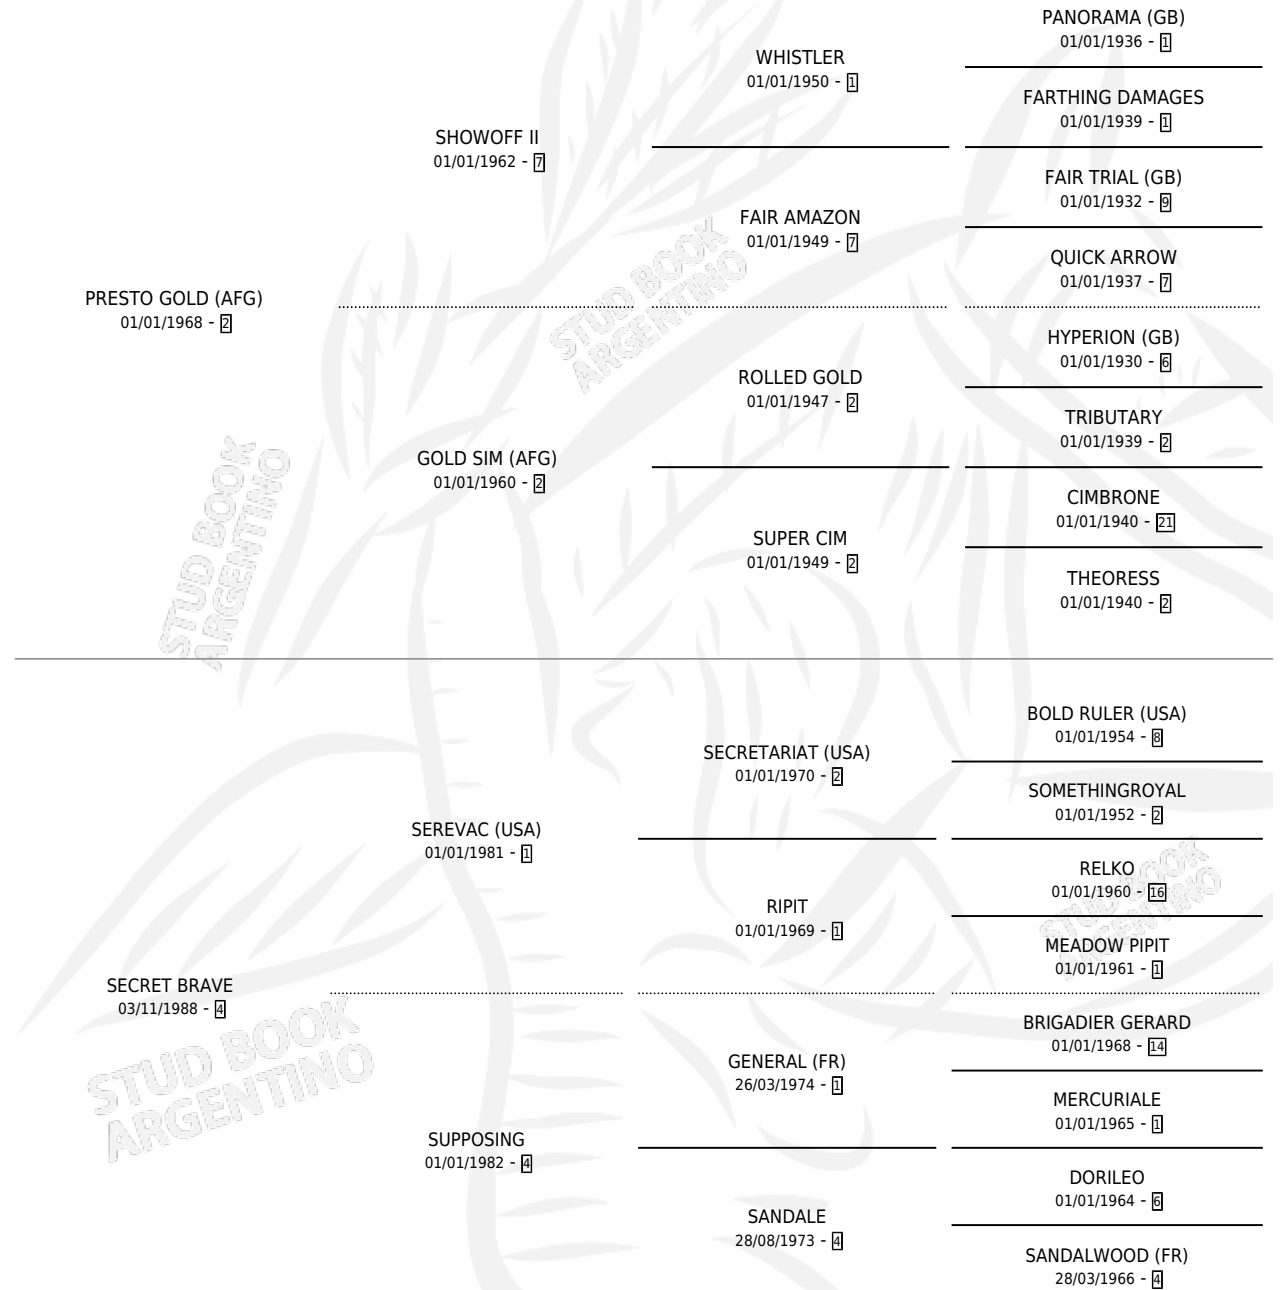 PANORAMA (GB)
01/01/1936 - 1
WHISTLER
01/01/1950 - 1
FARTHING DAMAGES
01/01/1939 - 1
SHOWOFF II
01/01/1962 - 7
FAIR TRIAL (GB)
01/01/1932 - 9
FAIR AMAZON
01/01/1949 - 7
QUICK ARROW
01/01/1937 - 7
PRESTO GOLD (AFG)
01/01/1968 - 2
HYPERION (GB)
01/01/1930 - 6
ROLLED GOLD
01/01/1947 - 2
TRIBUTARY
01/01/1939 - 2
GOLD SIM (AFG)
01/01/1960 - 2
CIMBRONE
01/01/1940 - 21
SUPER CIM
01/01/1949 - 2
THEORESS
01/01/1940 - 2
BOLD RULER (USA)
01/01/1954 - 8
SECRETARIAT (USA)
01/01/1970 - 2
SOMETHINGROYAL
01/01/1952 - 2
SEREVAC (USA)
01/01/1981 - 1
RELKO
01/01/1960 - 16
RIPIT
01/01/1969 - 1
MEADOW PIPIT
01/01/1961 - 1
SECRET BRAVE
03/11/1988 - 4
BRIGADIER GERARD
01/01/1968 - 14
GENERAL (FR)
26/03/1974 - 1
MERCURIALE
01/01/1965 - 1
SUPPOSING
01/01/1982 - 4
DORILEO
01/01/1964 - 6
SANDALE
28/08/1973 - 4
SANDALWOOD (FR)
28/03/1966 - 4
STUD BOOK
ARGENTINO
STUD BOOK
ARGENTINO
STUD BOOK
ARGENTINO
STUD BOOK
ARGENTINO